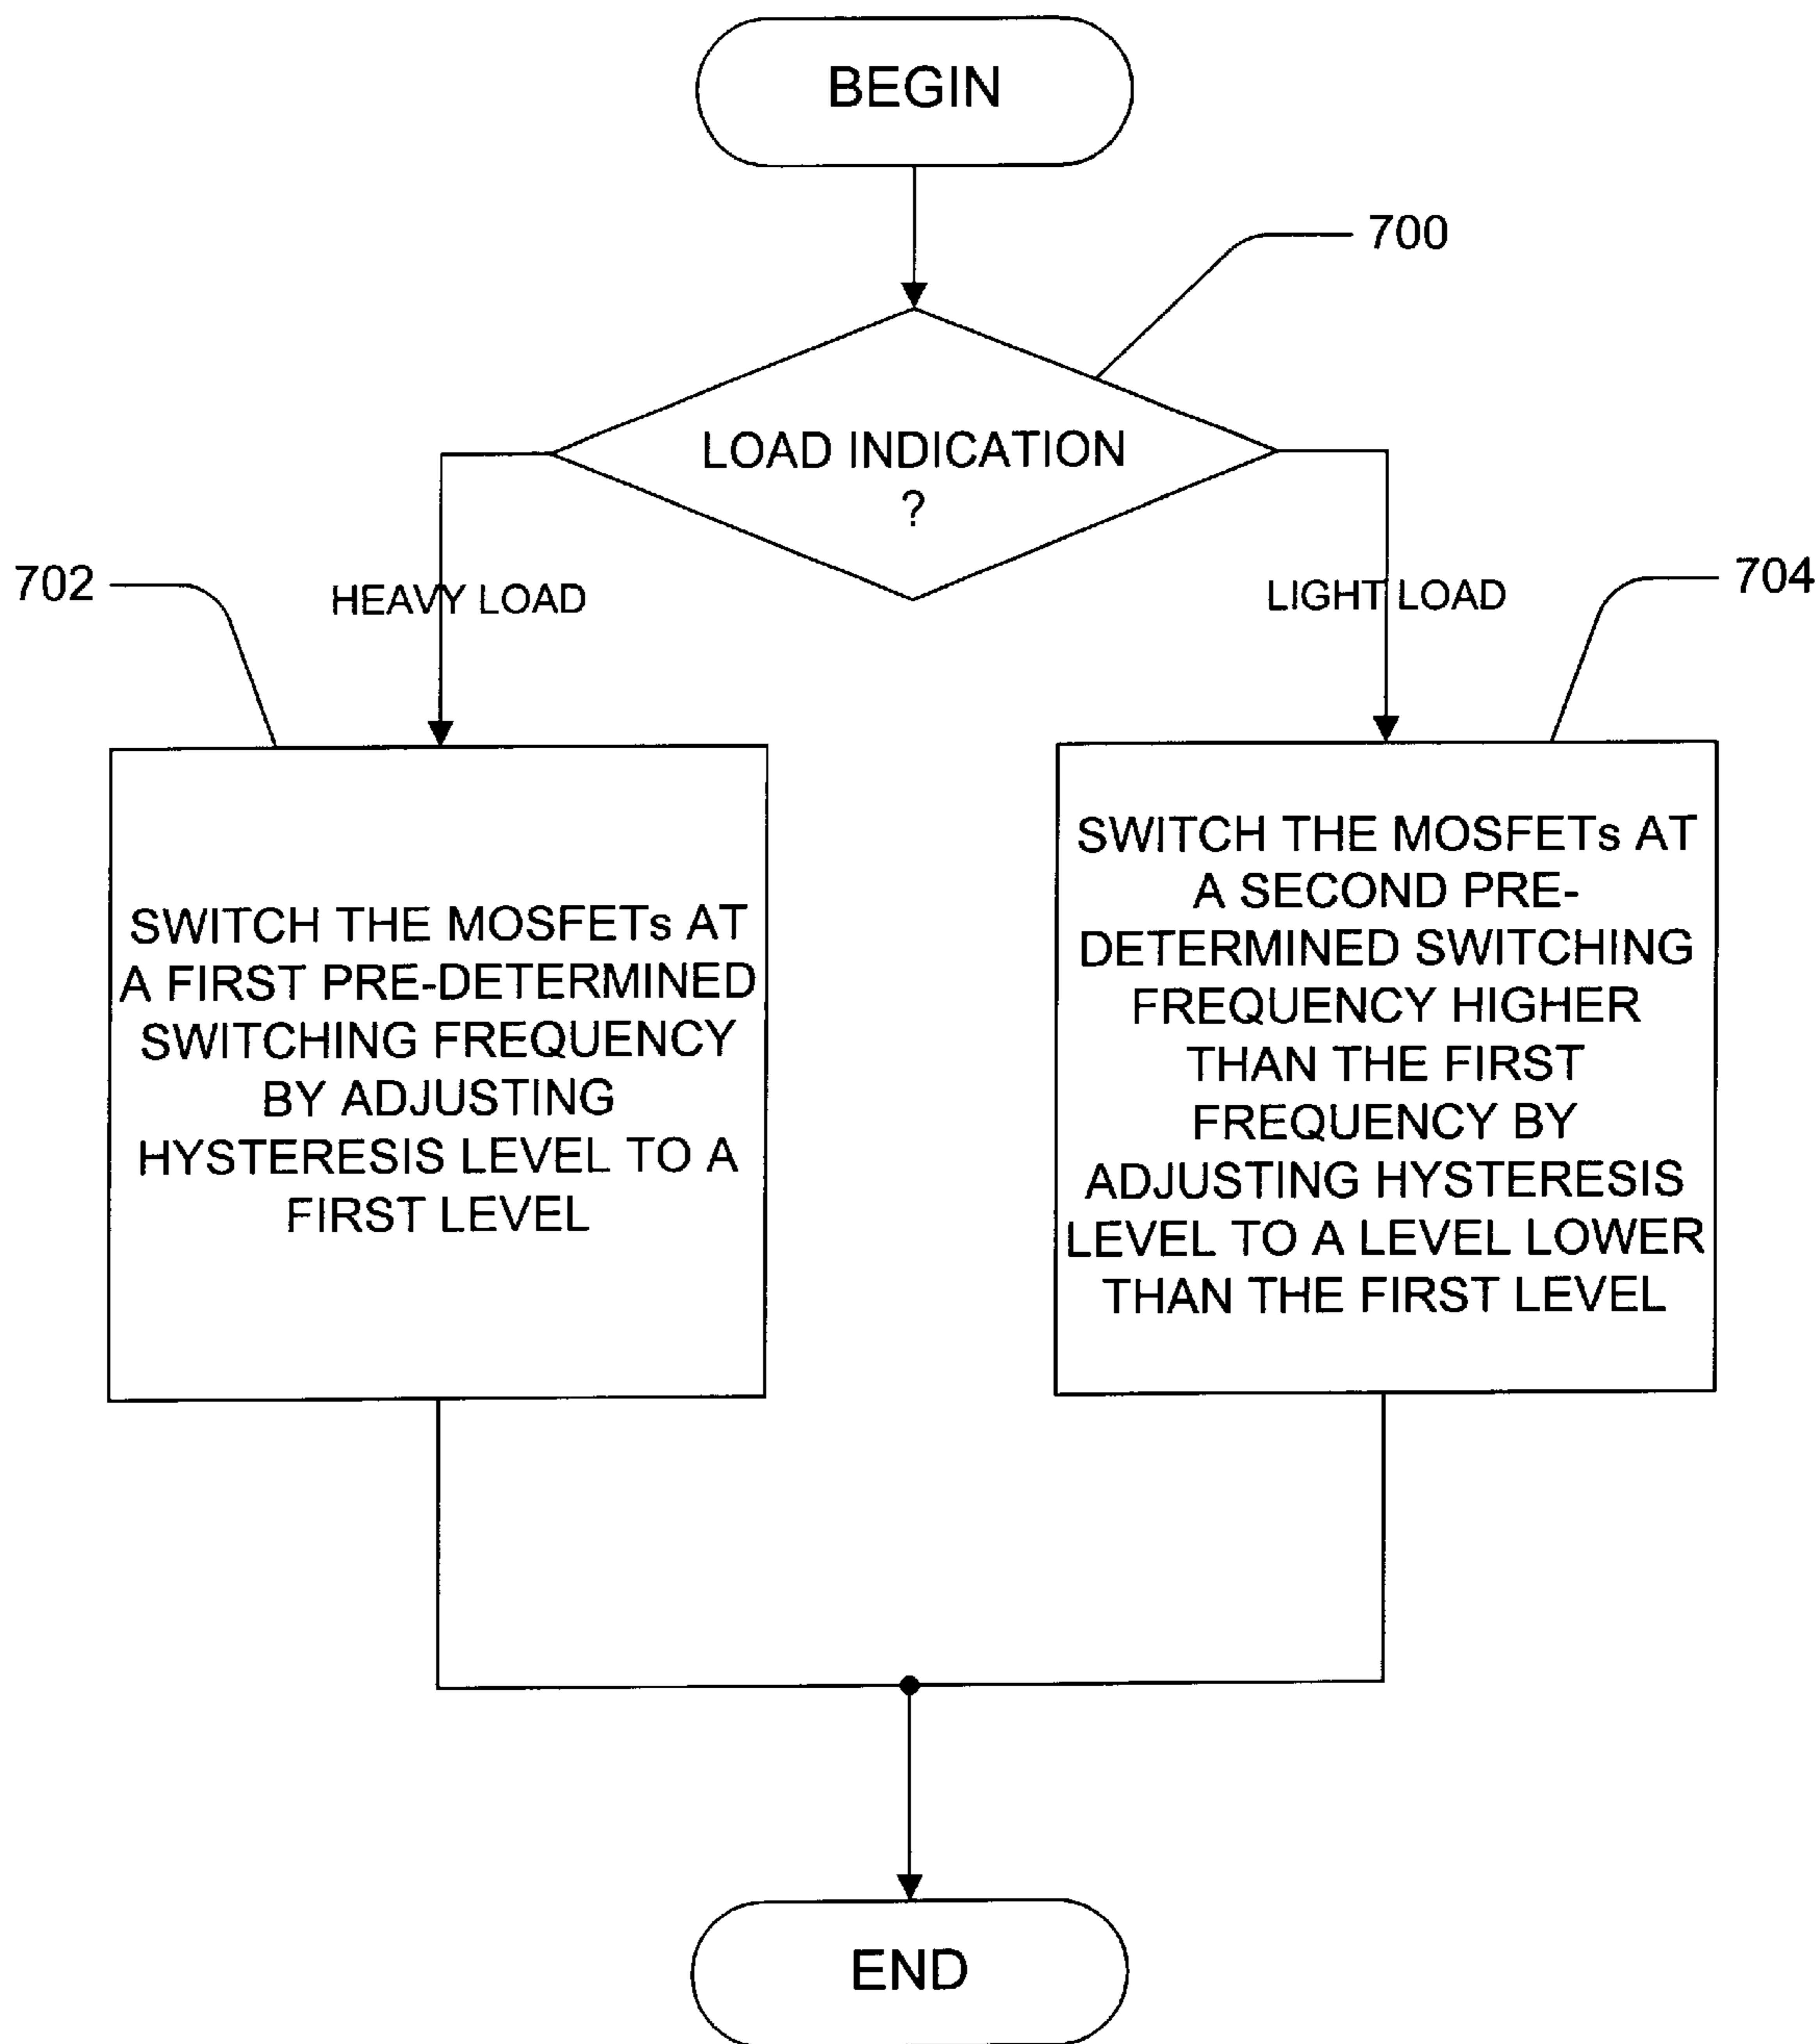 BEGIN
700
LOAD INDICATION
?
702
HEAVY LOAD
LIGHT LOAD
704
SWITCH THE MOSFETs AT
A FIRST PRE-DETERMINED
SWITCHING FREQUENCY
BY ADJUSTING
HYSTERESIS LEVEL TO A
FIRST LEVEL
SWITCH THE MOSFETs AT
A SECOND PRE-
DETERMINED SWITCHING
FREQUENCY HIGHER
THAN THE FIRST
FREQUENCY BY
ADJUSTING HYSTERESIS
LEVEL TO A LEVEL LOWER
THAN THE FIRST LEVEL
END